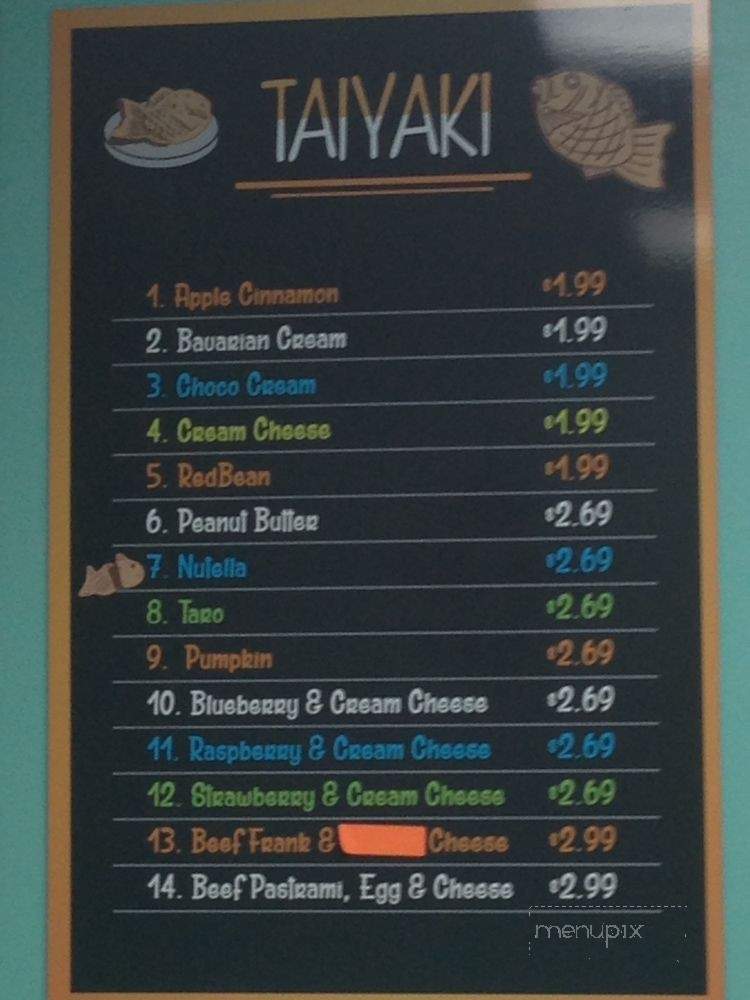 TAIYAKI
1. Apple Cinnamon $1.99
2. Bavarian Cream $1.99
3. Choco Cream $1.99
4. Cream Cheese $1.99
5. RedBean $1.99
6. Peanut Butter $2.69
7. Nutella $2.69
8. Taro $2.69
9. Pumpkin $2.69
10. Blueberry & Cream Cheese $2.69
11. Raspberry & Cream Cheese $2.69
12. Strawberry & Cream Cheese $2.69
13. Beef Frank & Cheese $2.99
14. Beef Pastrami, Egg & Cheese $2.99
menupix